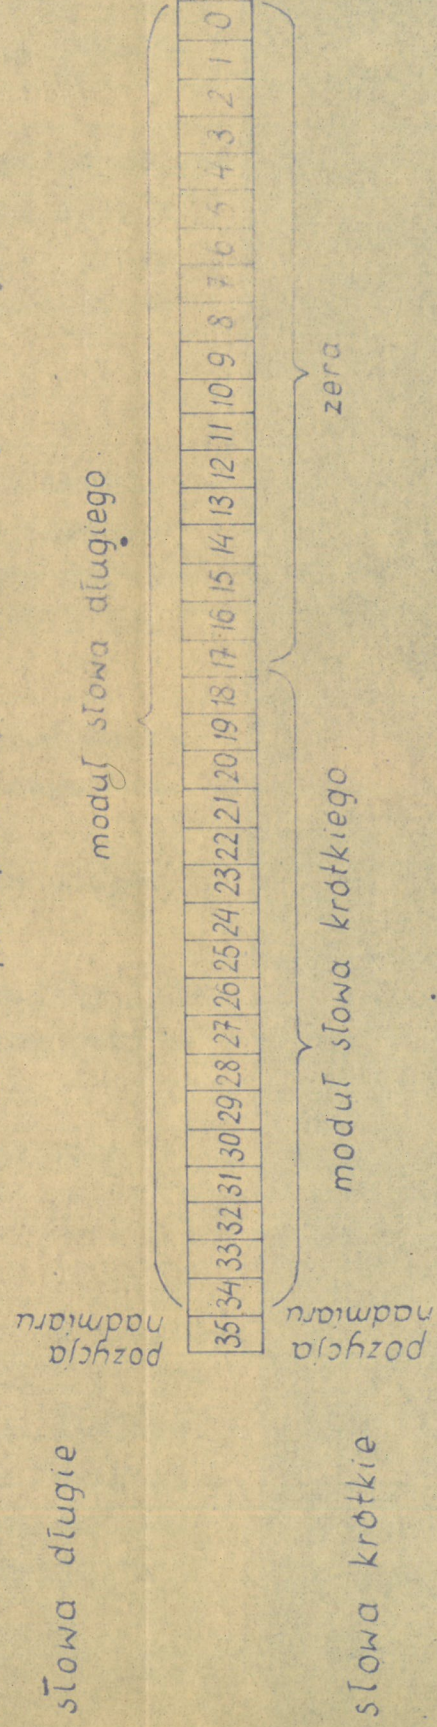 słowa długie
pozycja
nadmiaru
moduł słowa długiego
35 34 33 32 31 30 29 28 27 26 25 24 23 22 21 20 19 18 17 16 15 14 13 12 11 10 9 8 7 6 5 4 3 2 1 0
słowa krótkie
pozycja
nadmiaru
moduł słowa krótkiego
zera